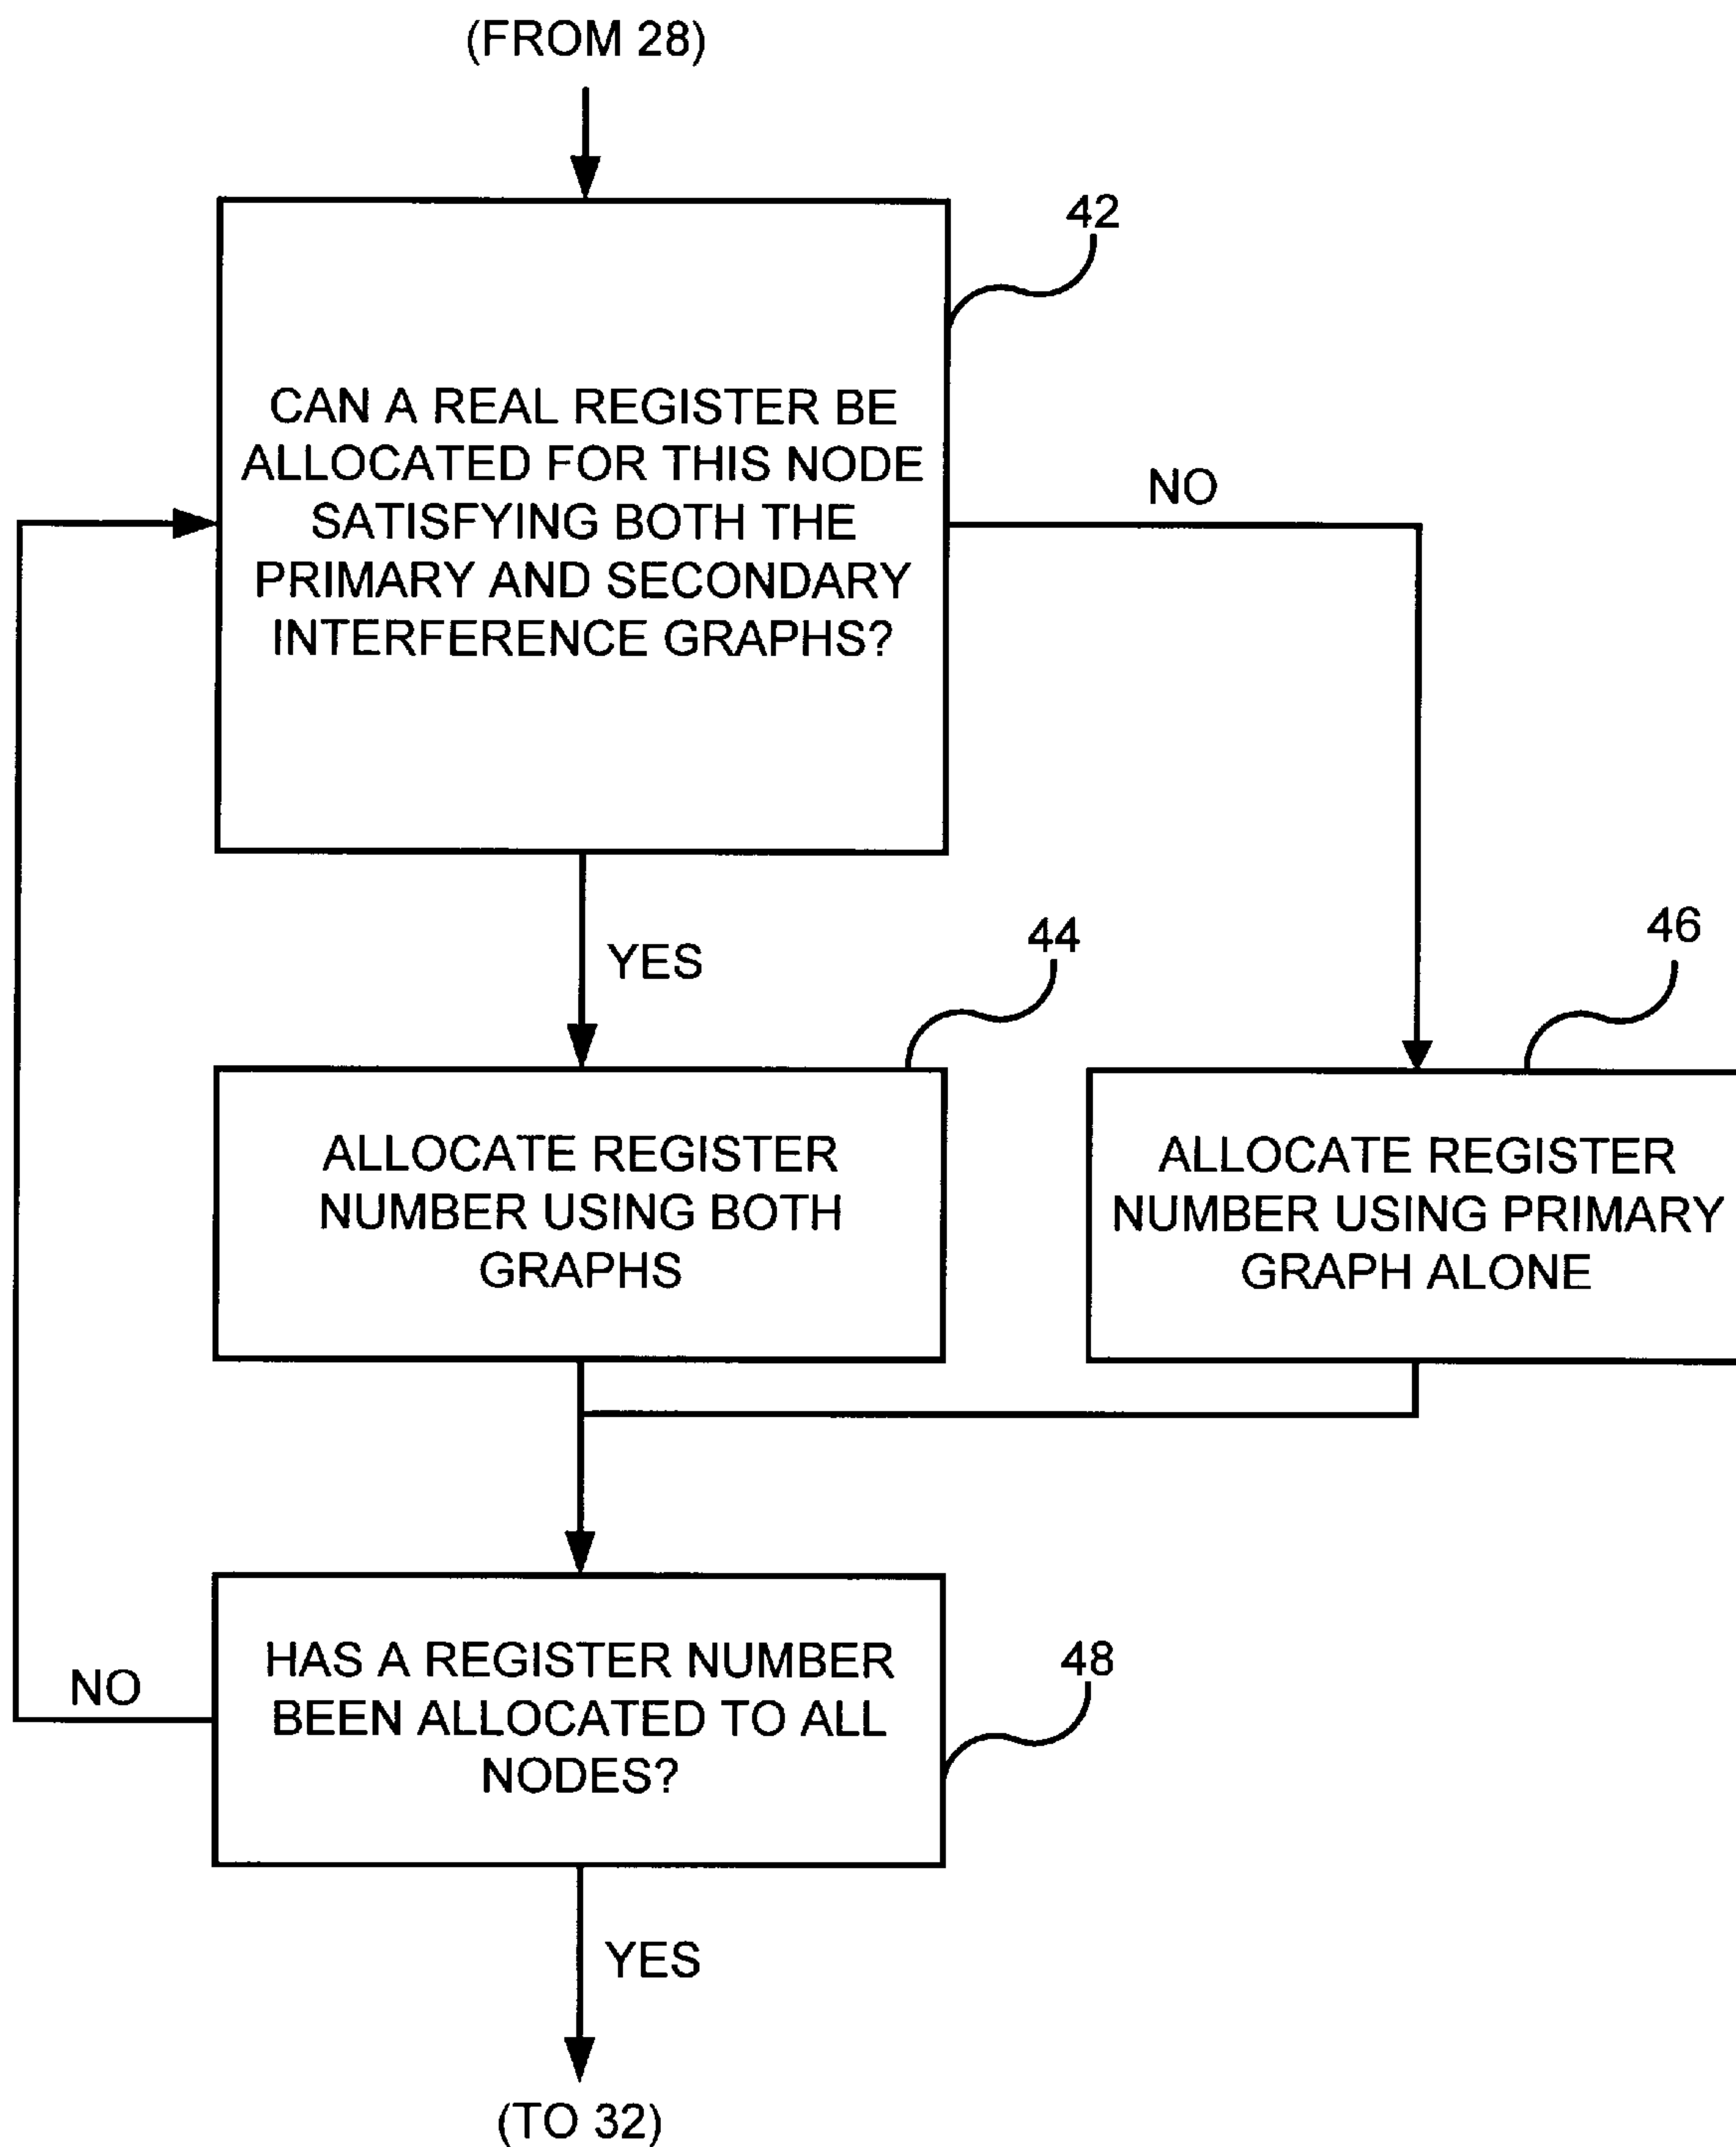 (FROM 28)
42
CAN A REAL REGISTER BE
ALLOCATED FOR THIS NODE
SATISFYING BOTH THE
PRIMARY AND SECONDARY
INTERFERENCE GRAPHS?
NO
YES
44
46
ALLOCATE REGISTER
NUMBER USING BOTH
GRAPHS
ALLOCATE REGISTER
NUMBER USING PRIMARY
GRAPH ALONE
HAS A REGISTER NUMBER
BEEN ALLOCATED TO ALL
NODES?
48
NO
YES
(TO 32)